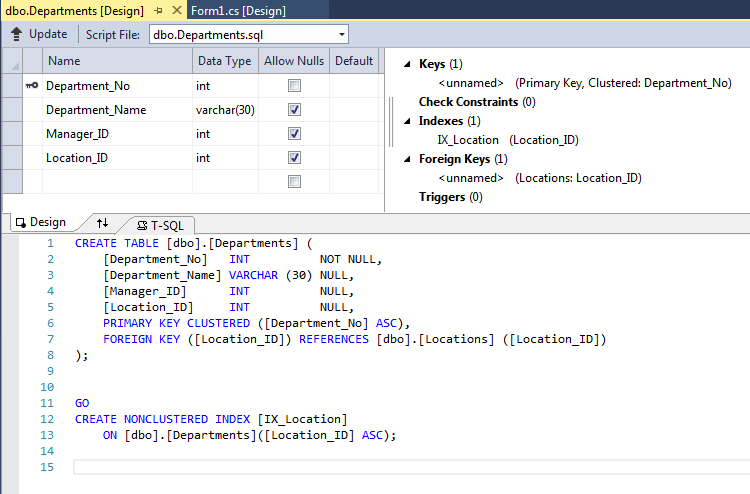 dbo.Departments [Design] Form1.cs [Design]
Update Script File: dbo.Departments.sql
Name Data Type Allow Nulls Default
Department_No int
Department_Name varchar(30)
Manager_ID int
Location_ID int
Keys (1)
<unnamed> (Primary Key, Clustered: Department_No)
Check Constraints (0)
Indexes (1)
IX_Location (Location_ID)
Foreign Keys (1)
<unnamed> (Locations: Location_ID)
Triggers (0)
Design T-SQL
1 CREATE TABLE [dbo].[Departments] (
2 [Department_No] INT NOT NULL,
3 [Department_Name] VARCHAR (30) NULL,
4 [Manager_ID] INT NULL,
5 [Location_ID] INT NULL,
6 PRIMARY KEY CLUSTERED ([Department_No] ASC),
7 FOREIGN KEY ([Location_ID]) REFERENCES [dbo].[Locations] ([Location_ID])
8 );
9
10
11 GO
12 CREATE NONCLUSTERED INDEX [IX_Location]
13 ON [dbo].[Departments]([Location_ID] ASC);
14
15